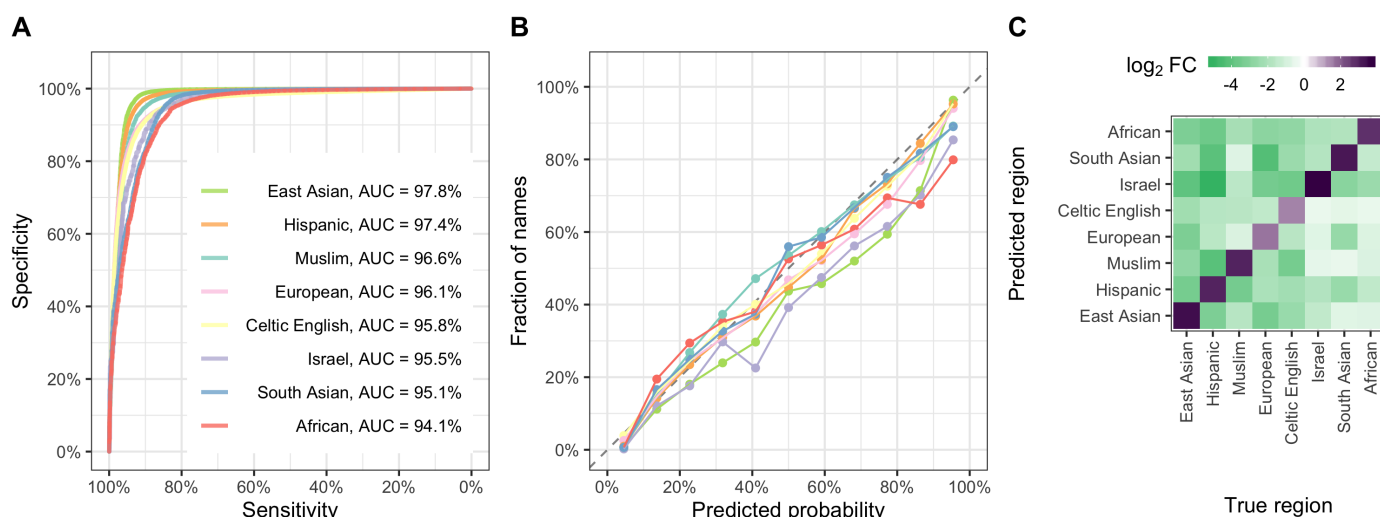 A
100%
80%
60%
40%
20%
0%
Specificity
East Asian, AUC = 97.8%
Hispanic, AUC = 97.4%
Muslim, AUC = 96.6%
European, AUC = 96.1%
Celtic English, AUC = 95.8%
Israel, AUC = 95.5%
South Asian, AUC = 95.1%
African, AUC = 94.1%
100% 80% 60% 40% 20% 0%
Sensitivity
B
100%
80%
60%
40%
20%
0%
Fraction of names
0% 20% 40% 60% 80% 100%
Predicted probability
C
log2 FC
-4 -2 0 2
Predicted region
African
South Asian
Israel
Celtic English
European
Muslim
Hispanic
East Asian
East Asian
Hispanic
Muslim
European
Celtic English
Israel
South Asian
African
True region